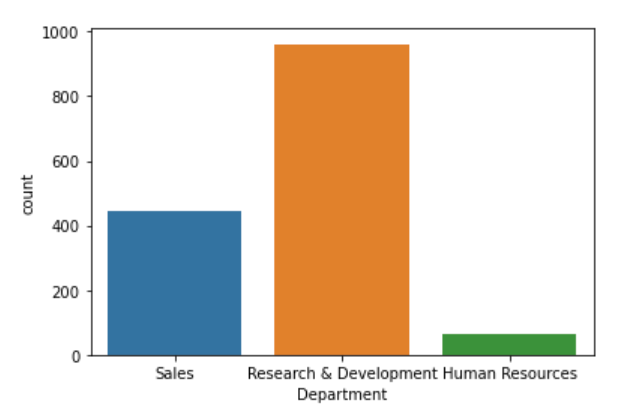 1000
800
600
400
200
0
count
Sales
Research & Development
Human Resources
Department